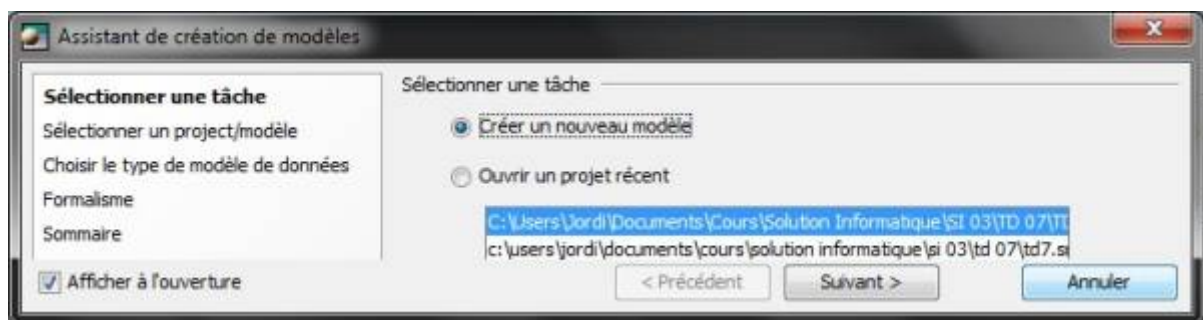 Assistant de création de modèles
Sélectionner une tâche
Sélectionner un project/modèle
Choisir le type de modèle de données
Formalisme
Sommaire
Afficher à l'ouverture
Sélectionner une tâche
Créer un nouveau modèle
Ouvrir un projet récent
C:\Users\Jordi\Documents\Cours\Solution Informatique\SI 03\TD 07\TD
c:\users\jordi\documents\cours\solution informatique\si 03\td 07\td7.s
< Précédent
Suivant >
Annuler